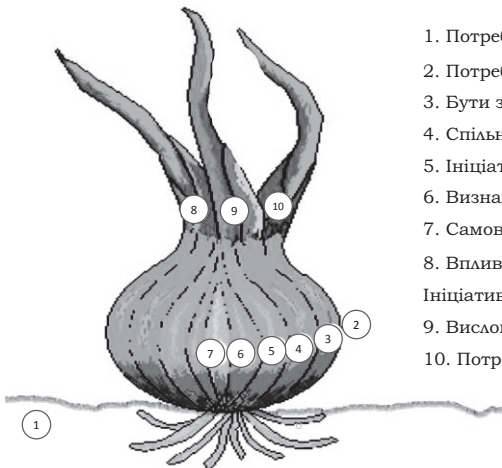 1. Потреб
2. Потреб
3. Бути з
4. Спільн
5. Ініціат
6. Визна
7. Самов
8. Вплив
Ініціатив
9. Вислов
10. Потр
8 9 10
7 6 5 4 3 2
1